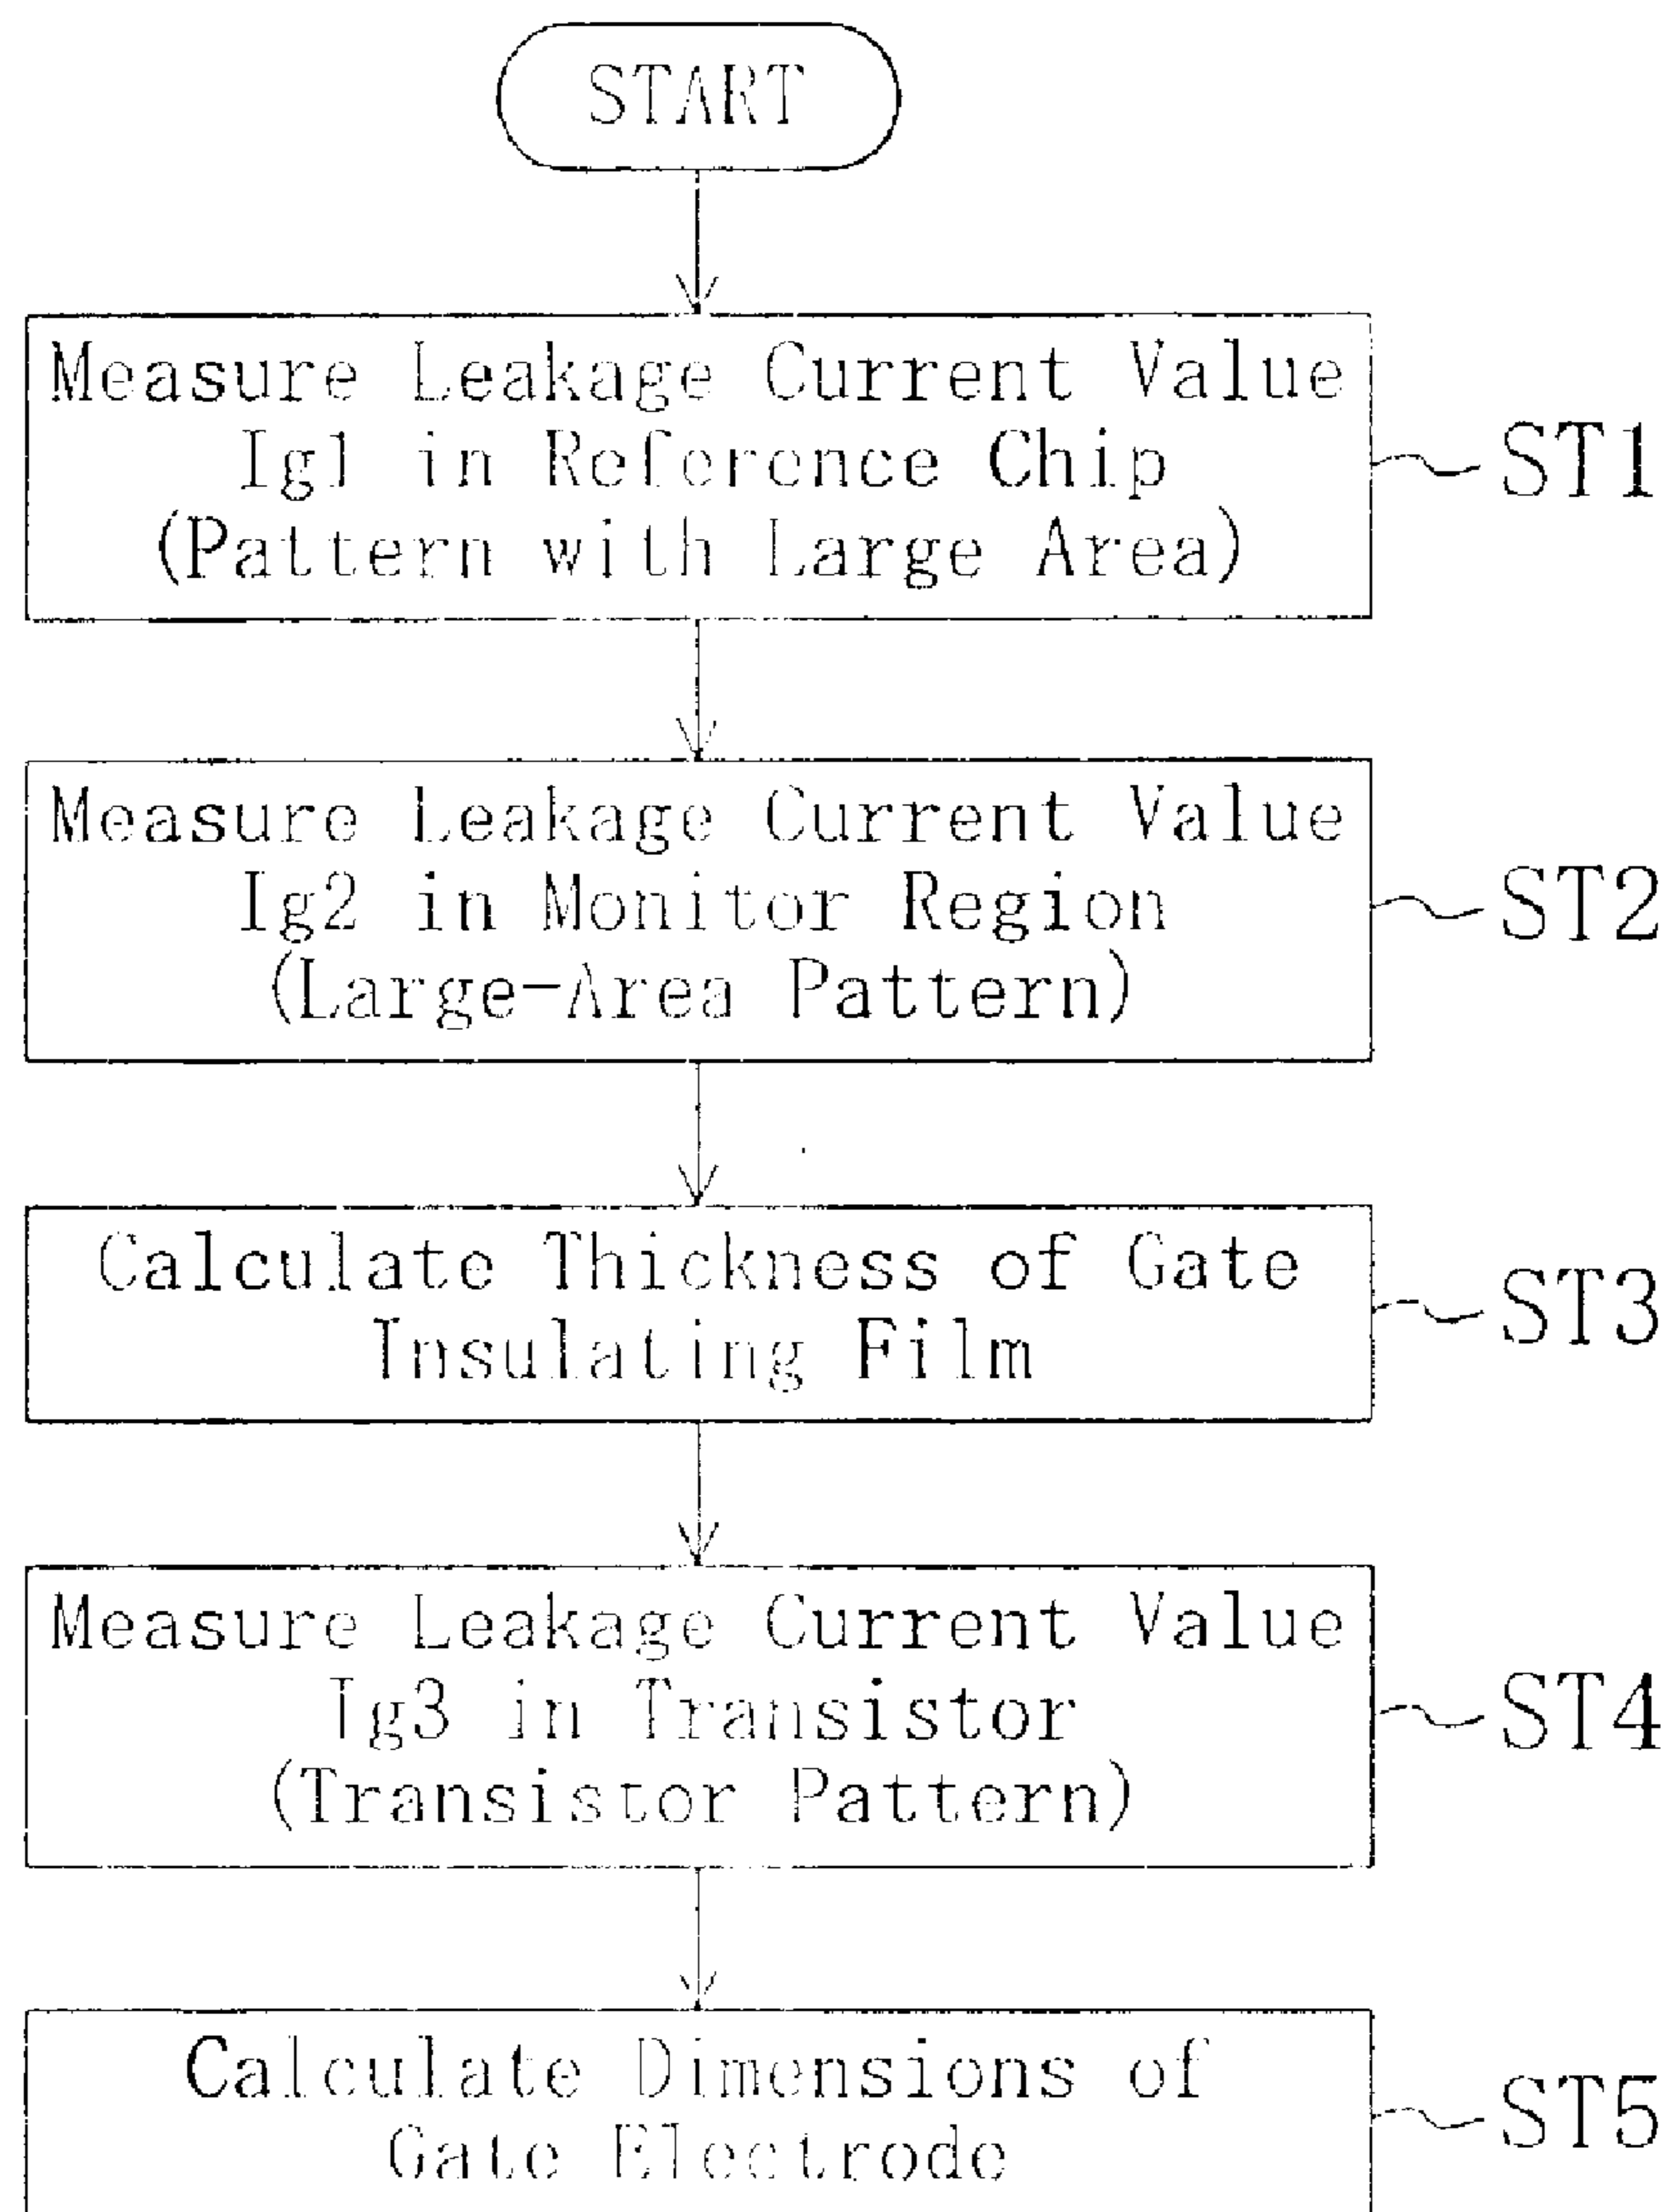 START
Measure Leakage Current Value
Ig1 in Reference Chip
(Pattern with Large Area)
ST1
Measure Leakage Current Value
Ig2 in Monitor Region
(Large-Area Pattern)
ST2
Calculate Thickness of Gate
Insulating Film
ST3
Measure Leakage Current Value
Ig3 in Transistor
(Transistor Pattern)
ST4
Calculate Dimensions of
Gate Electrode
ST5